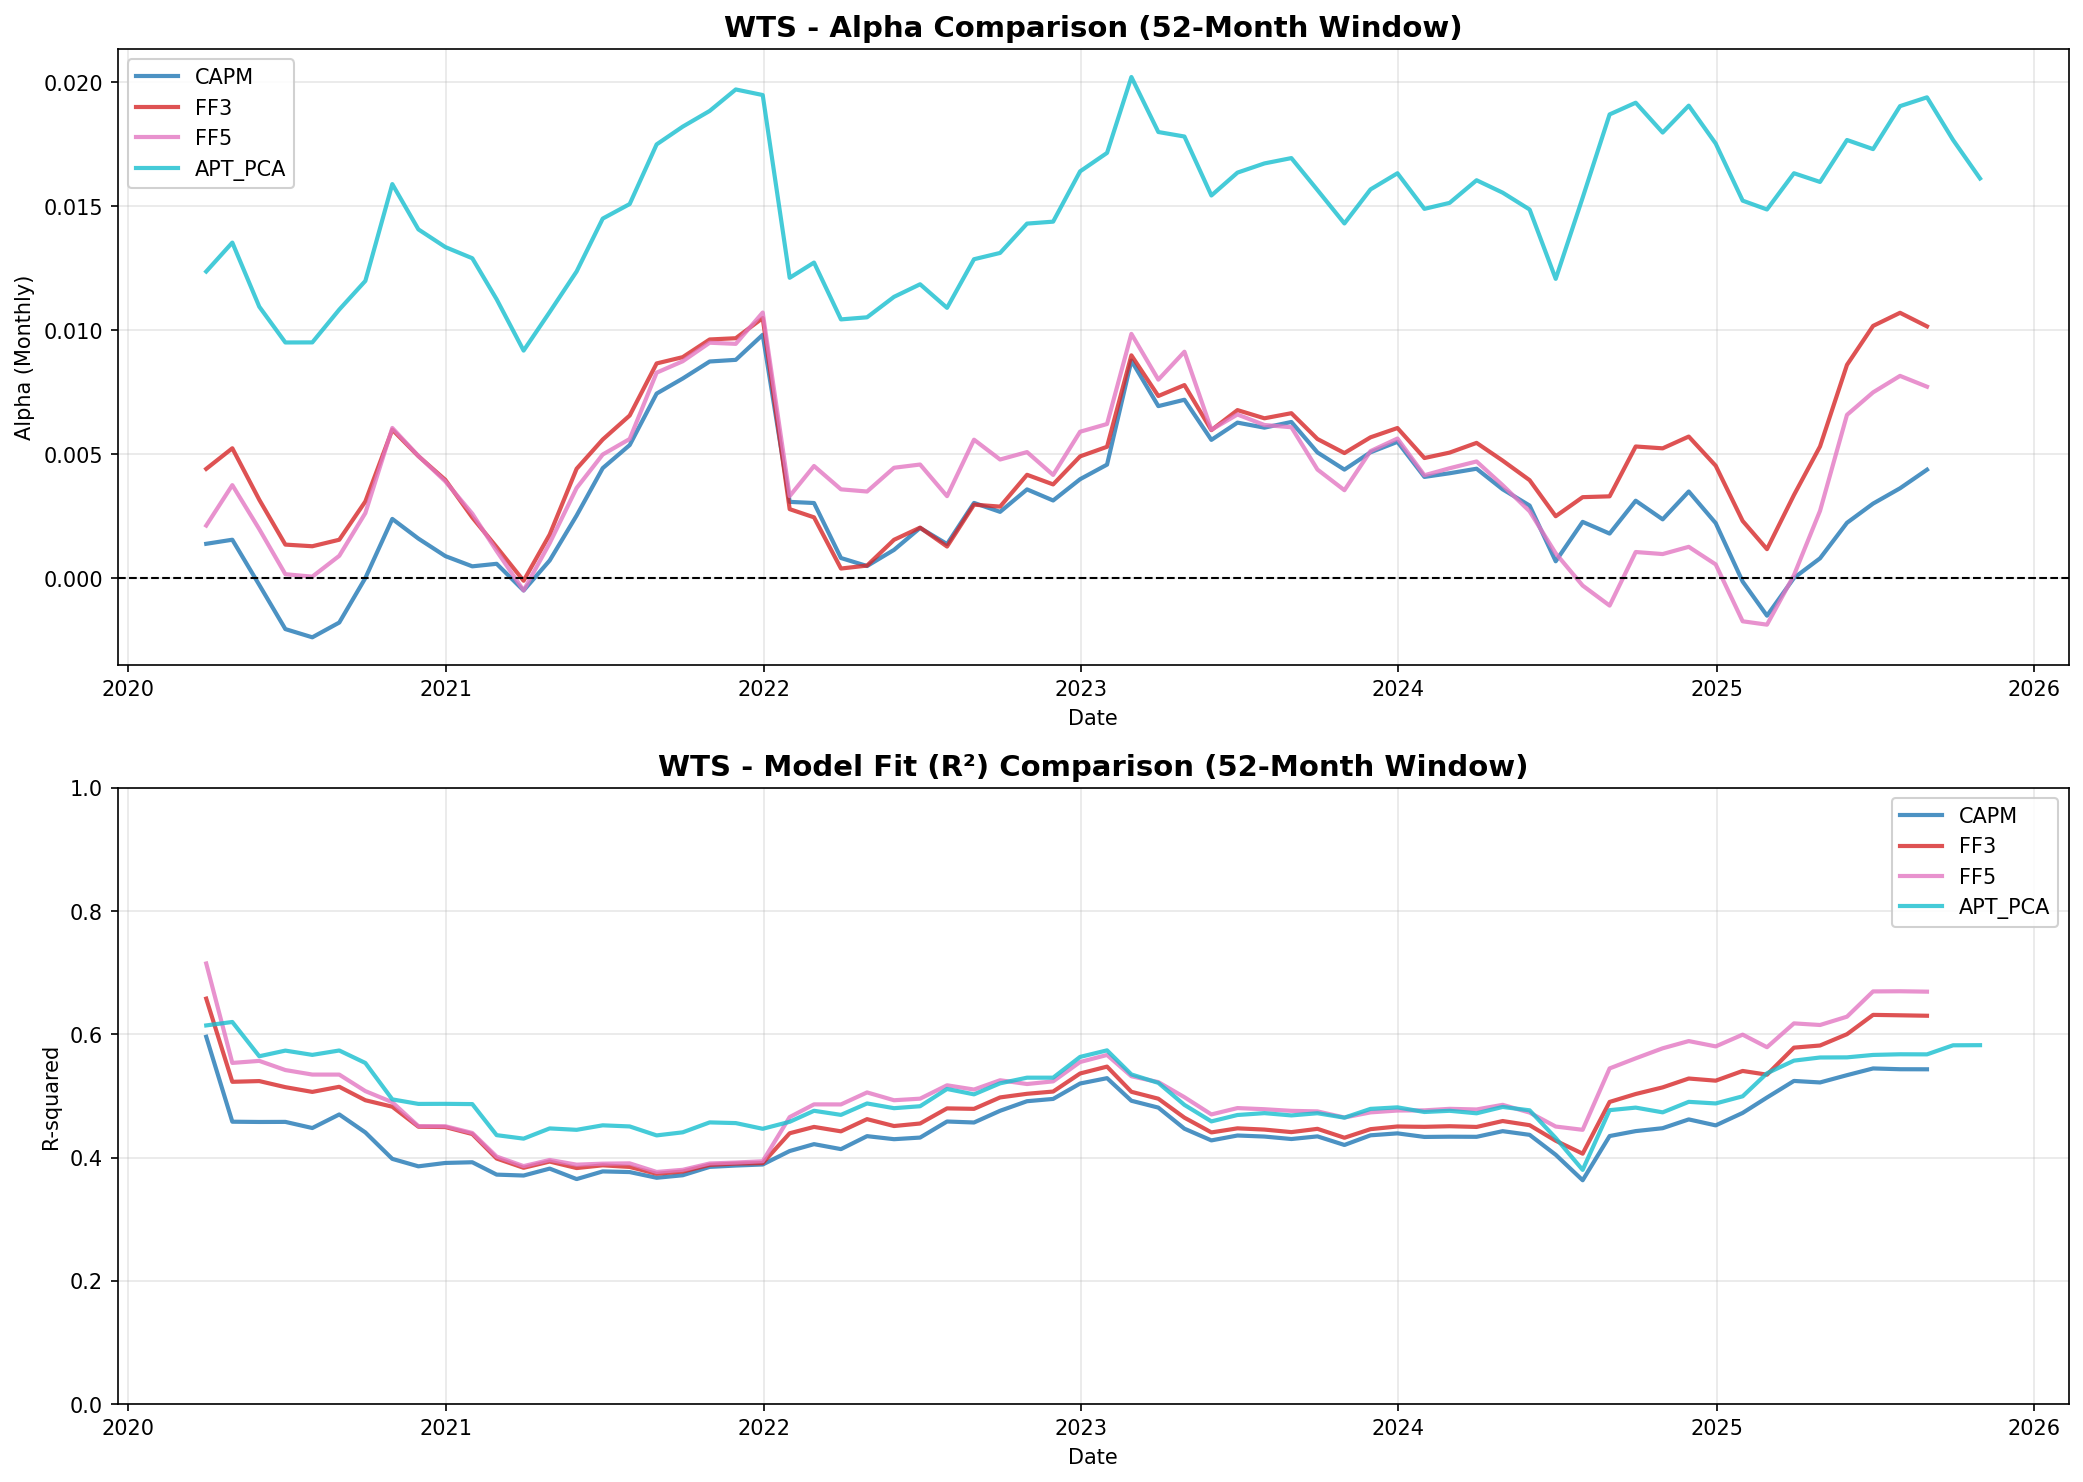 WTS - Alpha Comparison (52-Month Window)
CAPM
FF3
FF5
APT_PCA
0.020
0.015
0.010
0.005
0.000
Alpha (Monthly)
2020 2021 2022 2023 2024 2025 2026
Date
WTS - Model Fit (R²) Comparison (52-Month Window)
CAPM
FF3
FF5
APT_PCA
1.0
0.8
0.6
0.4
0.2
0.0
R-squared
2020 2021 2022 2023 2024 2025 2026
Date